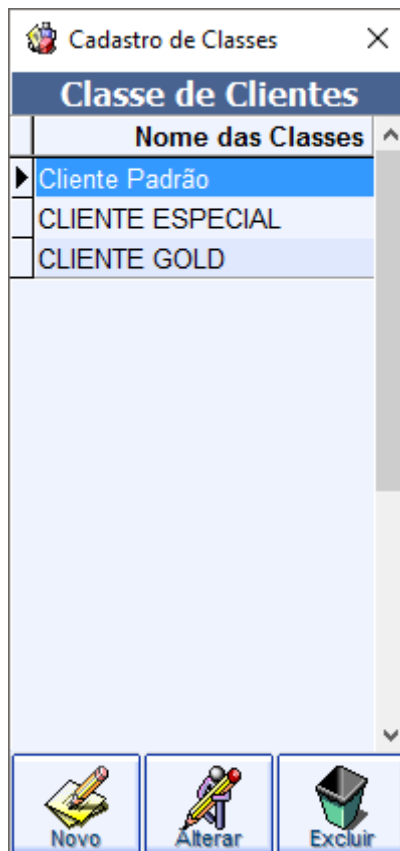 Cadastro de Classes
Classe de Clientes
Nome das Classes
Cliente Padrão
CLIENTE ESPECIAL
CLIENTE GOLD
Novo Alterar Excluir